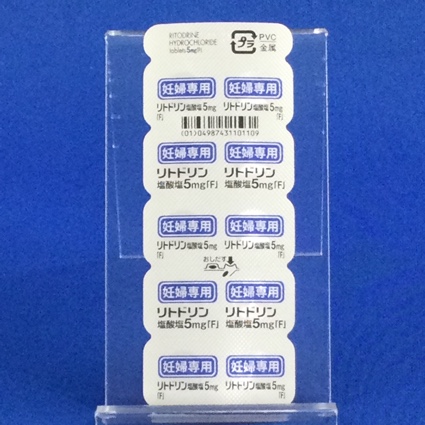 RITODRINE
HYDROCHLORIDE
tablets 5mg「F」
プラ
PVC
金属
妊婦専用 妊婦専用
リトドリン塩酸塩5mg リトドリン塩酸塩5mg
「F」 「F」
(01)04987431101109
妊婦専用 妊婦専用
リトドリン リトドリン
塩酸塩5mg「F」 塩酸塩5mg「F」
妊婦専用 妊婦専用
リトドリン塩酸塩5mg リトドリン塩酸塩5mg
「F」 「F」
おしだす
妊婦専用 妊婦専用
リトドリン リトドリン
塩酸塩5mg「F」 塩酸塩5mg「F」
妊婦専用 妊婦専用
リトドリン塩酸塩5mg リトドリン塩酸塩5mg
「F」 「F」